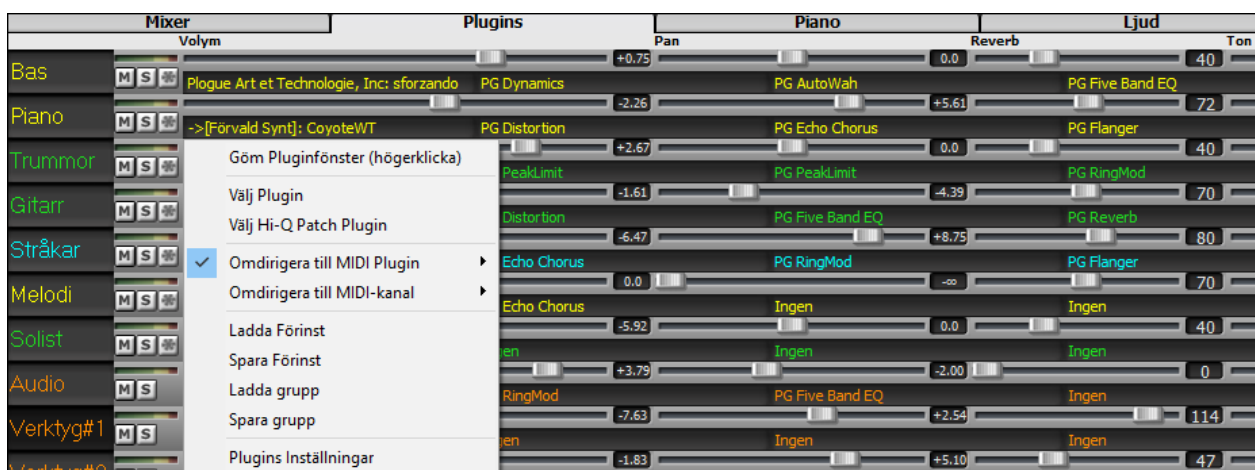 Mixer Plugins Piano Ljud
Volym Pan Reverb Ton
+0.75 0.0 40
Bas M S Plogue Art et Technologie, Inc: sforzando PG Dynamics PG AutoWah PG Five Band EQ
-2.26 +5.61 72
Piano M S ->[Förvald Synt]: CoyoteWT PG Distortion PG Echo Chorus PG Flanger
+2.67 0.0 40
Trummor M S PeakLimit PG PeakLimit PG RingMod
-1.61 -4.39 70
Gitarr M S Distortion PG Five Band EQ PG Reverb
-6.47 +8.75 80
Stråkar M S Echo Chorus PG RingMod PG Flanger
0.0 -∞ 70
Melodi M S Echo Chorus Ingen Ingen
-5.92 0.0 40
Solist M S Ingen Ingen
+3.79 -2.00 0
Audio M S RingMod PG Five Band EQ Ingen
-7.63 +2.54 114
Verktyg#1 M S Ingen Ingen
-1.83 +5.10 47
Göm Pluginfönster (högerklicka)
Välj Plugin
Välj Hi-Q Patch Plugin
Omdirigera till MIDI Plugin
Omdirigera till MIDI-kanal
Ladda Förinst
Spara Förinst
Ladda grupp
Spara grupp
Plugins Inställningar